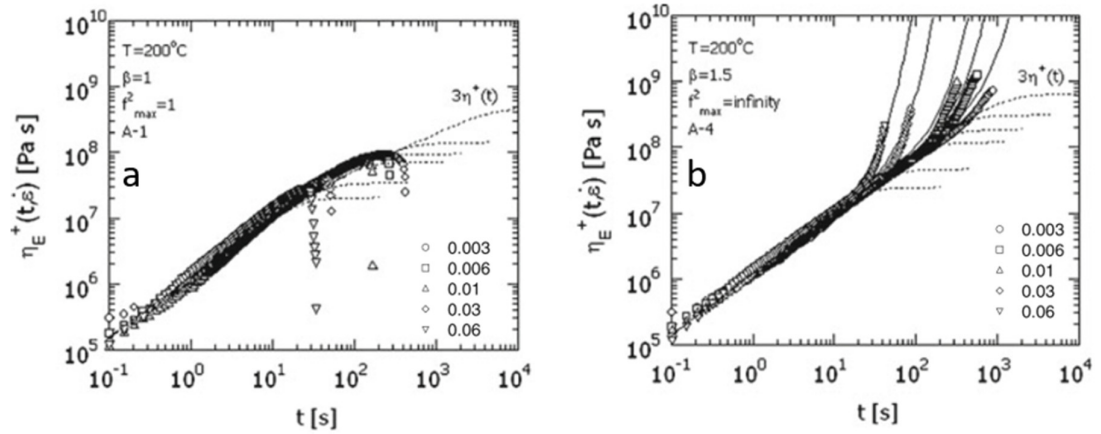 a
10^10
10^9
10^8
10^7
10^6
10^5
η_E^+(t,ε̇) [Pa s]
T=200°C
β=1
f²max=1
A-1
3η⁺(t)
0.003
0.006
0.01
0.03
0.06
10^-1 10^0 10^1 10^2 10^3 10^4
t [s]
b
10^10
10^9
10^8
10^7
10^6
10^5
η_E^+(t,ε̇) [Pa s]
T=200°C
β=1.5
f²max=infinity
A-4
3η⁺(t)
0.003
0.006
0.01
0.03
0.06
10^-1 10^0 10^1 10^2 10^3 10^4
t [s]